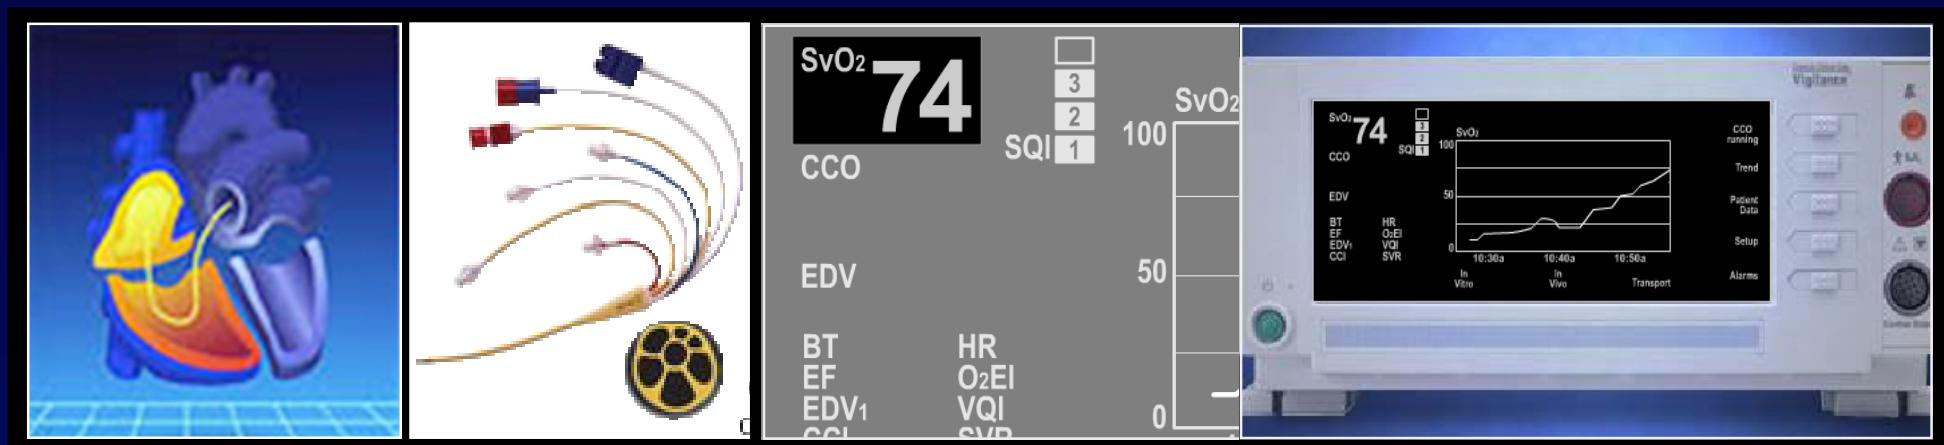 SvO2 74
3
2
SQI 1
CCO
EDV
BT HR
EF O2EI
EDV1 VQI
CCI SVR
SvO2
100
50
0
Vigilance
SvO2 74
3
2
SQI 1
CCO
EDV
BT HR
EF O2EI
EDV1 VQI
CCI SVR
SvO2
100
50
0
10:30a 10:40a 10:50a
In Vitro
In Vivo
Transport
CCO running
Trend
Patient Data
Setup
Alarms